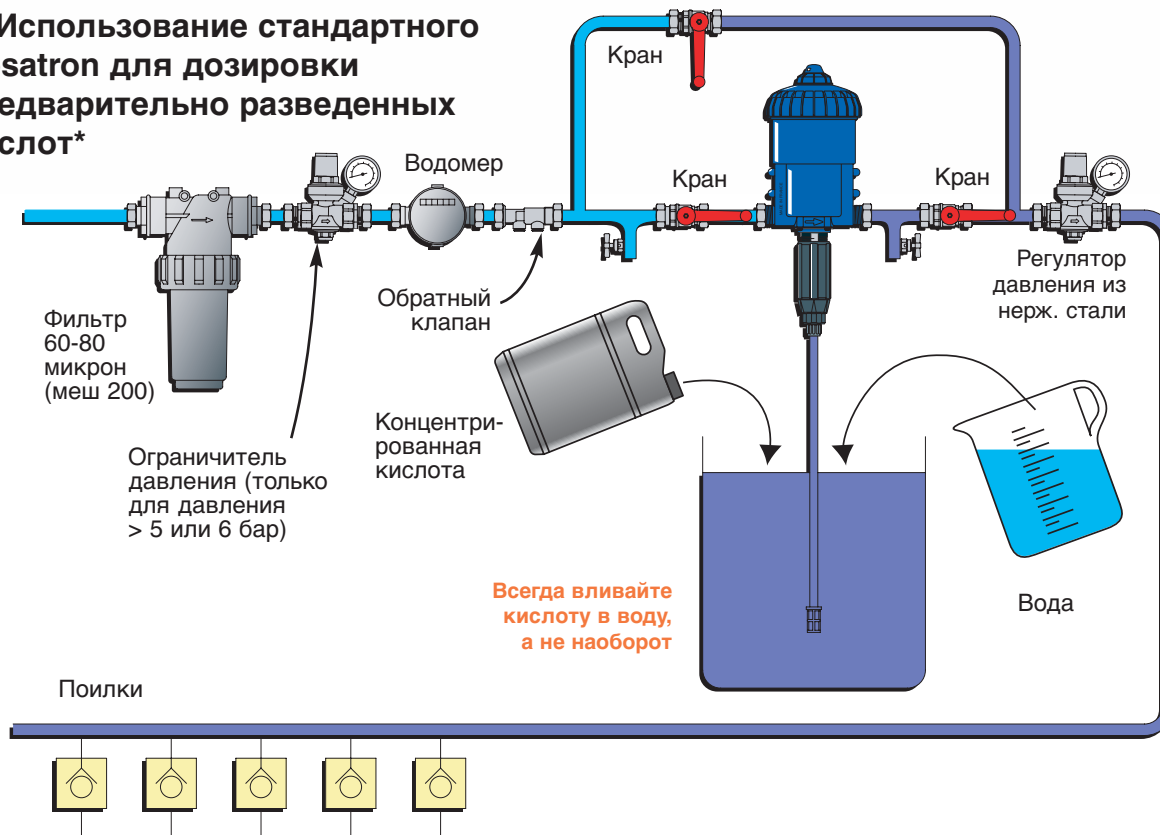 Использование стандартного
satron для дозировки
едварительно разведенных
слот*
Кран
Водомер
Кран
Кран
Регулятор
давления из
нерж. стали
Обратный
клапан
Фильтр
60-80
микрон
(меш 200)
Концентри-
рованная
кислота
Ограничитель
давления (только
для давления
> 5 или 6 бар)
Всегда вливайте
кислоту в воду,
а не наоборот
Вода
Поилки